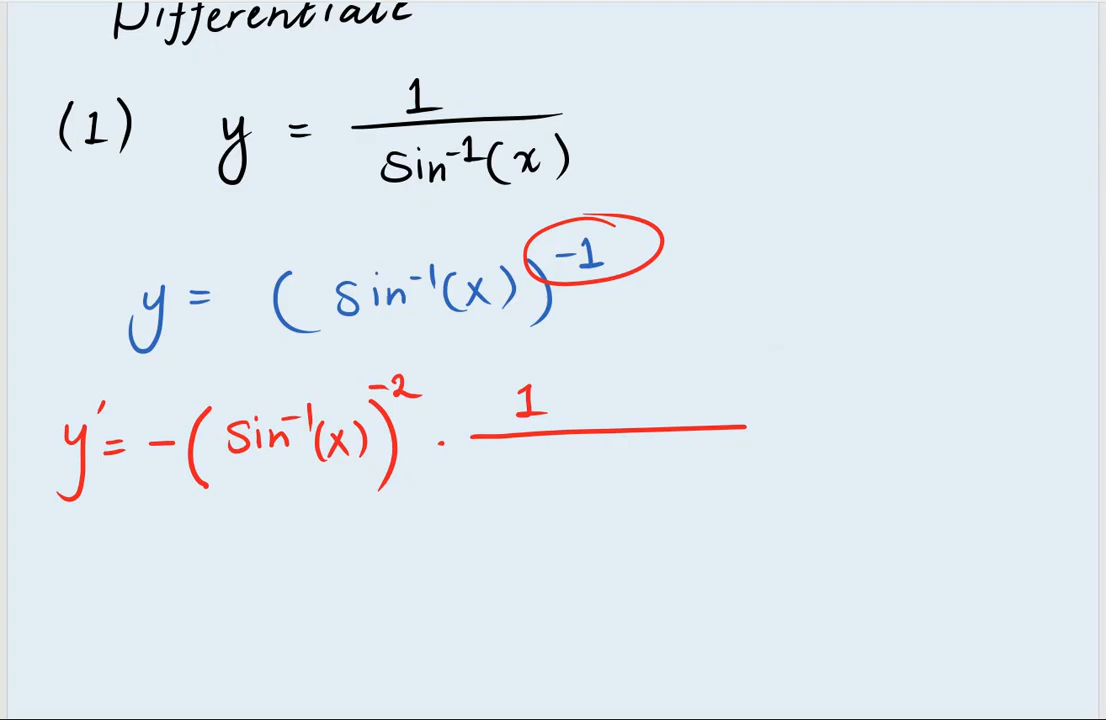 Differentiate
(1) y = 1 / sin⁻¹(x)
y = (sin⁻¹(x))⁻¹
y' = -(sin⁻¹(x))⁻² · 1 /